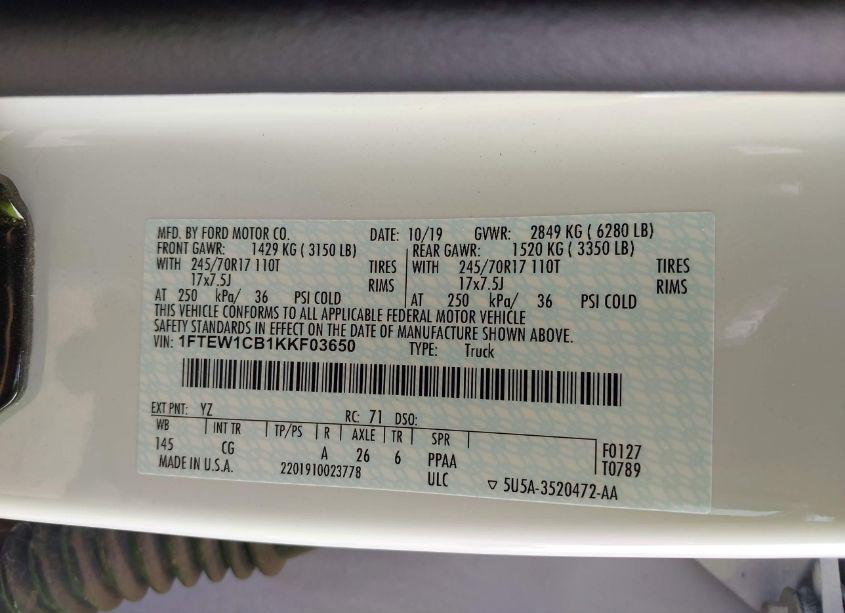 MFD. BY FORD MOTOR CO. DATE: 10/19 GVWR: 2849 KG ( 6280 LB)
FRONT GAWR: 1429 KG ( 3150 LB) REAR GAWR: 1520 KG ( 3350 LB)
WITH 245/70R17 110T TIRES WITH 245/70R17 110T TIRES
17x7.5J RIMS 17x7.5J RIMS
AT 250 kPa/ 36 PSI COLD AT 250 kPa/ 36 PSI COLD
THIS VEHICLE CONFORMS TO ALL APPLICABLE FEDERAL MOTOR VEHICLE
SAFETY STANDARDS IN EFFECT ON THE DATE OF MANUFACTURE SHOWN ABOVE.
VIN: 1FTEW1CB1KKF03650 TYPE: Truck
EXT PNT: YZ RC: 71 DSO:
WB INT TR TP/PS R AXLE TR SPR
145 CG A 26 6 PPAA F0127
MADE IN U.S.A. 2201910023778 ULC T0789
▽ 5U5A-3520472-AA